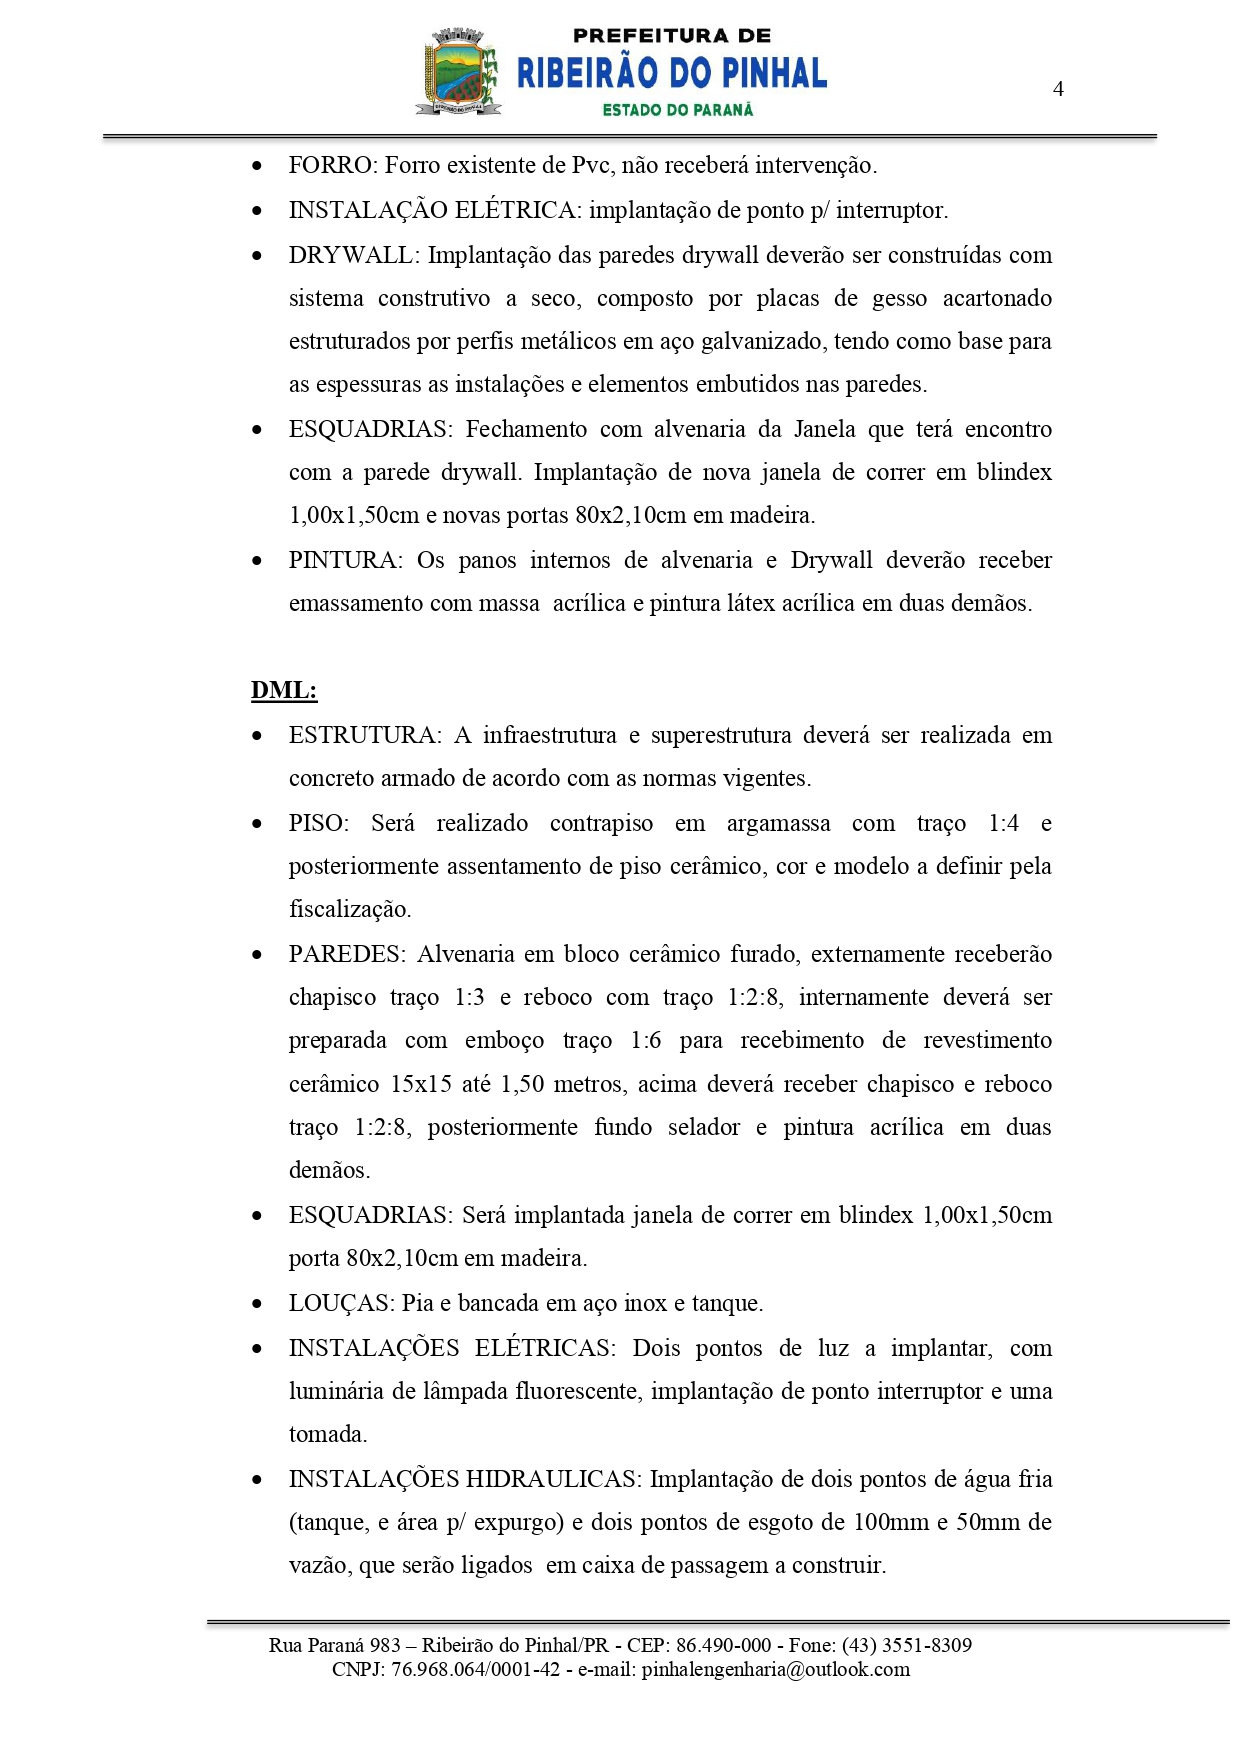 PREFEITURA DE
RIBEIRÃO DO PINHAL
ESTADO DO PARANÁ
4
• FORRO: Forro existente de Pvc, não receberá intervenção.
• INSTALAÇÃO ELÉTRICA: implantação de ponto p/ interruptor.
• DRYWALL: Implantação das paredes drywall deverão ser construídas com
sistema construtivo a seco, composto por placas de gesso acartonado
estruturados por perfis metálicos em aço galvanizado, tendo como base para
as espessuras as instalações e elementos embutidos nas paredes.
• ESQUADRIAS: Fechamento com alvenaria da Janela que terá encontro
com a parede drywall. Implantação de nova janela de correr em blindex
1,00x1,50cm e novas portas 80x2,10cm em madeira.
• PINTURA: Os panos internos de alvenaria e Drywall deverão receber
emassamento com massa  acrílica e pintura látex acrílica em duas demãos.
DML:
• ESTRUTURA: A infraestrutura e superestrutura deverá ser realizada em
concreto armado de acordo com as normas vigentes.
• PISO: Será realizado contrapiso em argamassa com traço 1:4 e
posteriormente assentamento de piso cerâmico, cor e modelo a definir pela
fiscalização.
• PAREDES: Alvenaria em bloco cerâmico furado, externamente receberão
chapisco traço 1:3 e reboco com traço 1:2:8, internamente deverá ser
preparada com emboço traço 1:6 para recebimento de revestimento
cerâmico 15x15 até 1,50 metros, acima deverá receber chapisco e reboco
traço 1:2:8, posteriormente fundo selador e pintura acrílica em duas
demãos.
• ESQUADRIAS: Será implantada janela de correr em blindex 1,00x1,50cm
porta 80x2,10cm em madeira.
• LOUÇAS: Pia e bancada em aço inox e tanque.
• INSTALAÇÕES ELÉTRICAS: Dois pontos de luz a implantar, com
luminária de lâmpada fluorescente, implantação de ponto interruptor e uma
tomada.
• INSTALAÇÕES HIDRAULICAS: Implantação de dois pontos de água fria
(tanque, e área p/ expurgo) e dois pontos de esgoto de 100mm e 50mm de
vazão, que serão ligados  em caixa de passagem a construir.
Rua Paraná 983 – Ribeirão do Pinhal/PR - CEP: 86.490-000 - Fone: (43) 3551-8309
CNPJ: 76.968.064/0001-42 - e-mail: pinhalengenharia@outlook.com